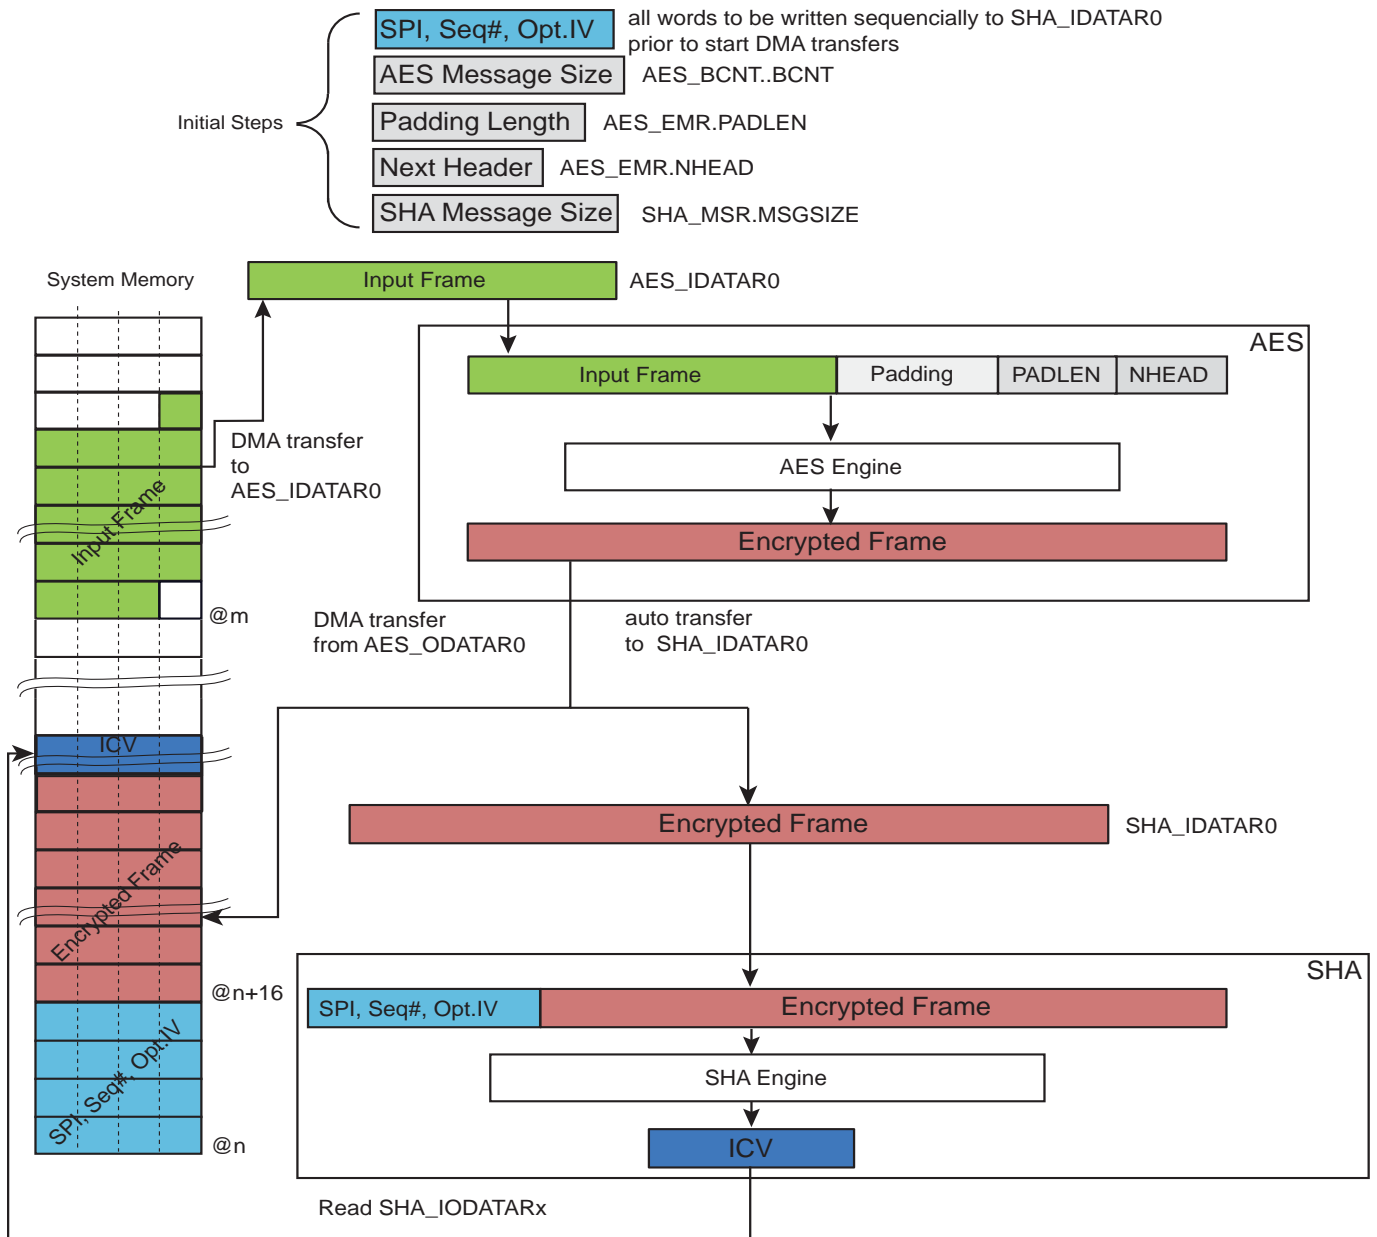 SPI, Seq#, Opt.IV
all words to be written sequencially to SHA_IDATAR0
prior to start DMA transfers
AES Message Size
AES_BCNT..BCNT
Initial Steps
Padding Length
AES_EMR.PADLEN
Next Header
AES_EMR.NHEAD
SHA Message Size
SHA_MSR.MSGSIZE
System Memory
Input Frame
AES_IDATAR0
AES
Input Frame
Padding
PADLEN
NHEAD
DMA transfer
to
AES_IDATAR0
AES Engine
Input Frame
Encrypted Frame
@m
DMA transfer
from AES_ODATAR0
auto transfer
to SHA_IDATAR0
ICV
Encrypted Frame
SHA_IDATAR0
Encrypted Frame
SHA
@n+16
SPI, Seq#, Opt.IV
Encrypted Frame
SPI, Seq#, Opt.IV
SHA Engine
@n
ICV
Read SHA_IODATARx